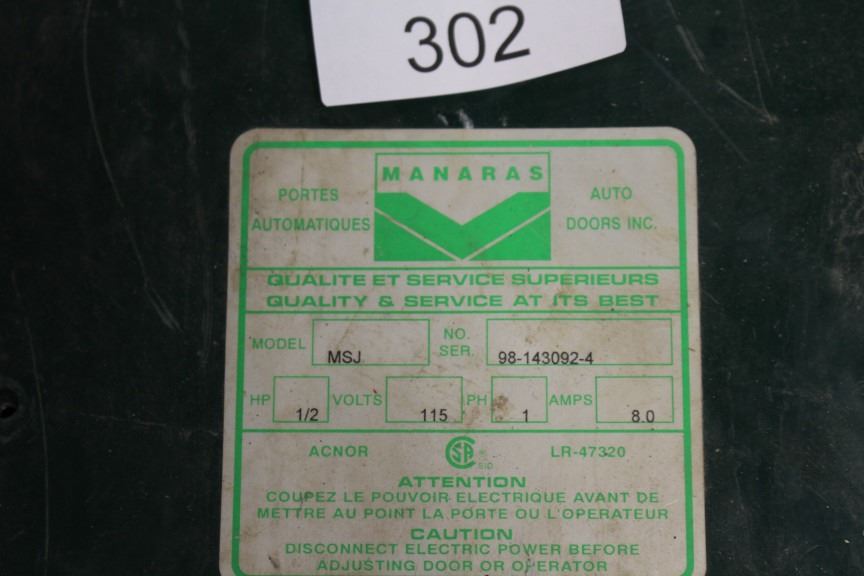 302
MANARAS
PORTES AUTOMATIQUES
AUTO DOORS INC.
QUALITE ET SERVICE SUPERIEURS
QUALITY & SERVICE AT ITS BEST
MODEL MSJ NO. SER. 98-143092-4
HP 1/2 VOLTS 115 PH 1 AMPS 8.0
ACNOR SA ® LR-47320
ATTENTION
COUPEZ LE POUVOIR ELECTRIQUE AVANT DE
METTRE AU POINT LA PORTE OU L'OPERATEUR
CAUTION
DISCONNECT ELECTRIC POWER BEFORE
ADJUSTING DOOR OR OPERATOR